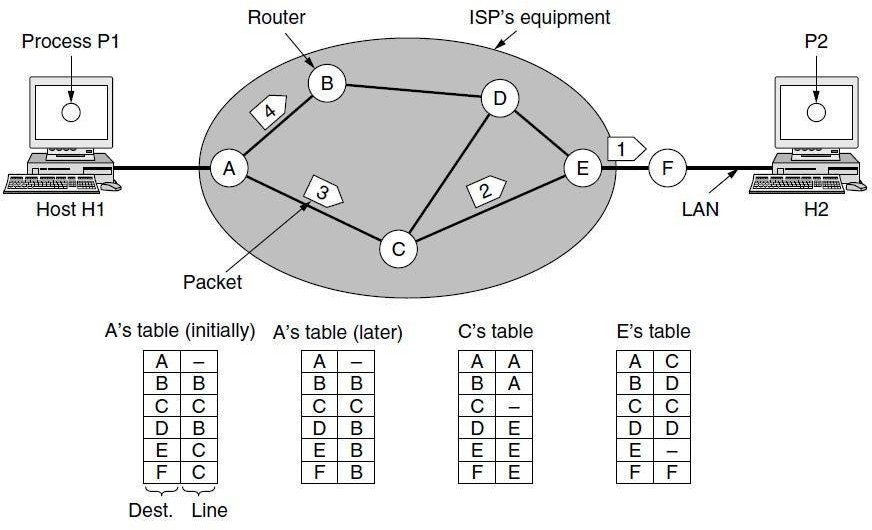 Router ISP's equipment
Process P1 P2
B
4 D
1
A E F
3 2
Host H1 LAN H2
C
Packet
A's table (initially) A's table (later) C's table E's table
A – A – A A A C
B B B B B A B D
C C C C C – C C
D B D B D E D D
E C E B E E E –
F C F B F E F F
Dest. Line